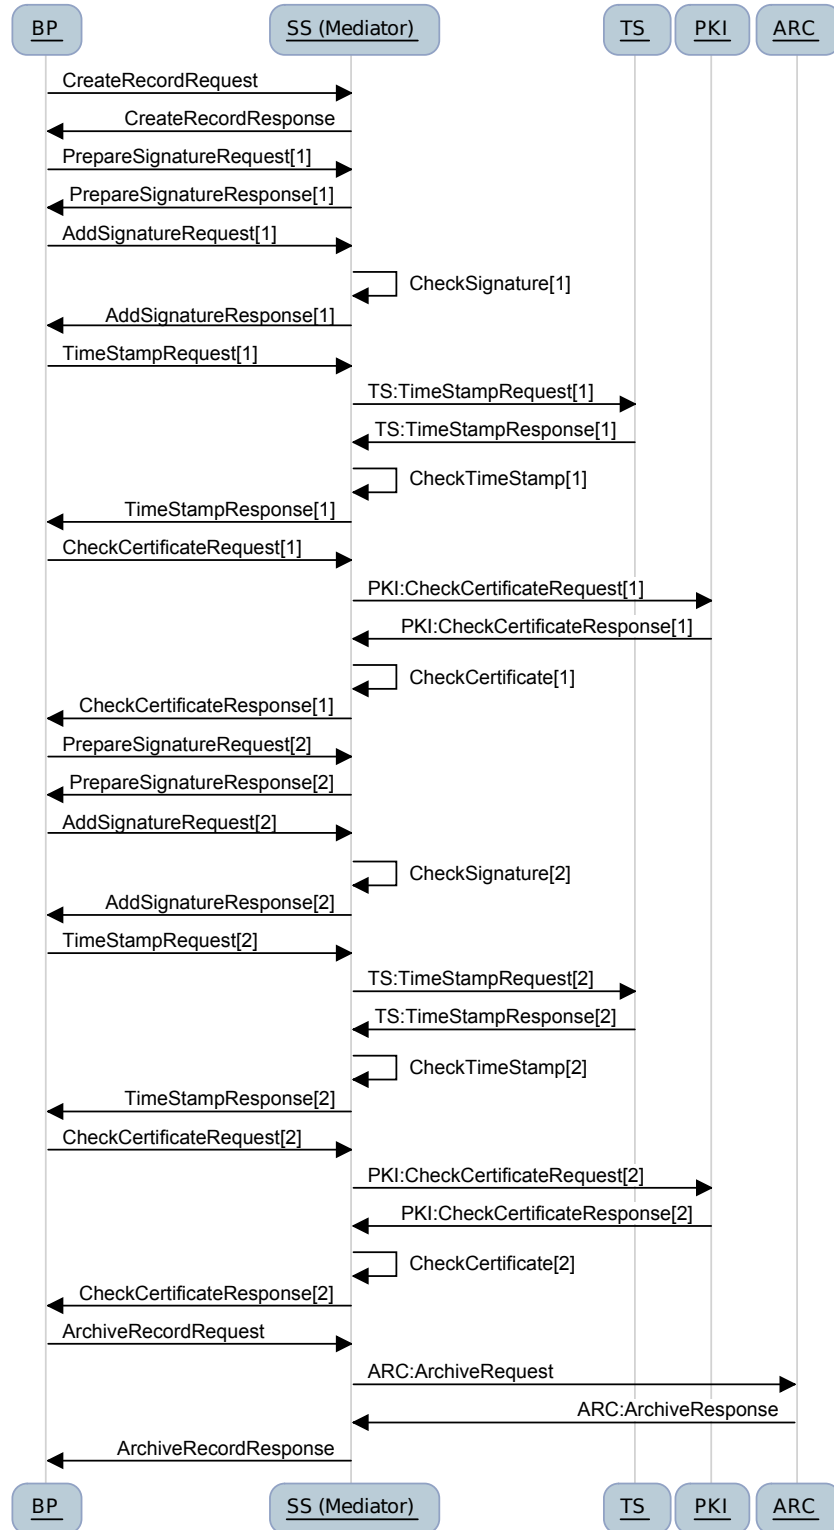 BP SS (Mediator) TS PKI ARC
CreateRecordRequest
CreateRecordResponse
PrepareSignatureRequest[1]
PrepareSignatureResponse[1]
AddSignatureRequest[1]
CheckSignature[1]
AddSignatureResponse[1]
TimeStampRequest[1]
TS:TimeStampRequest[1]
TS:TimeStampResponse[1]
CheckTimeStamp[1]
TimeStampResponse[1]
CheckCertificateRequest[1]
PKI:CheckCertificateRequest[1]
PKI:CheckCertificateResponse[1]
CheckCertificate[1]
CheckCertificateResponse[1]
PrepareSignatureRequest[2]
PrepareSignatureResponse[2]
AddSignatureRequest[2]
CheckSignature[2]
AddSignatureResponse[2]
TimeStampRequest[2]
TS:TimeStampRequest[2]
TS:TimeStampResponse[2]
CheckTimeStamp[2]
TimeStampResponse[2]
CheckCertificateRequest[2]
PKI:CheckCertificateRequest[2]
PKI:CheckCertificateResponse[2]
CheckCertificate[2]
CheckCertificateResponse[2]
ArchiveRecordRequest
ARC:ArchiveRequest
ARC:ArchiveResponse
ArchiveRecordResponse
BP SS (Mediator) TS PKI ARC